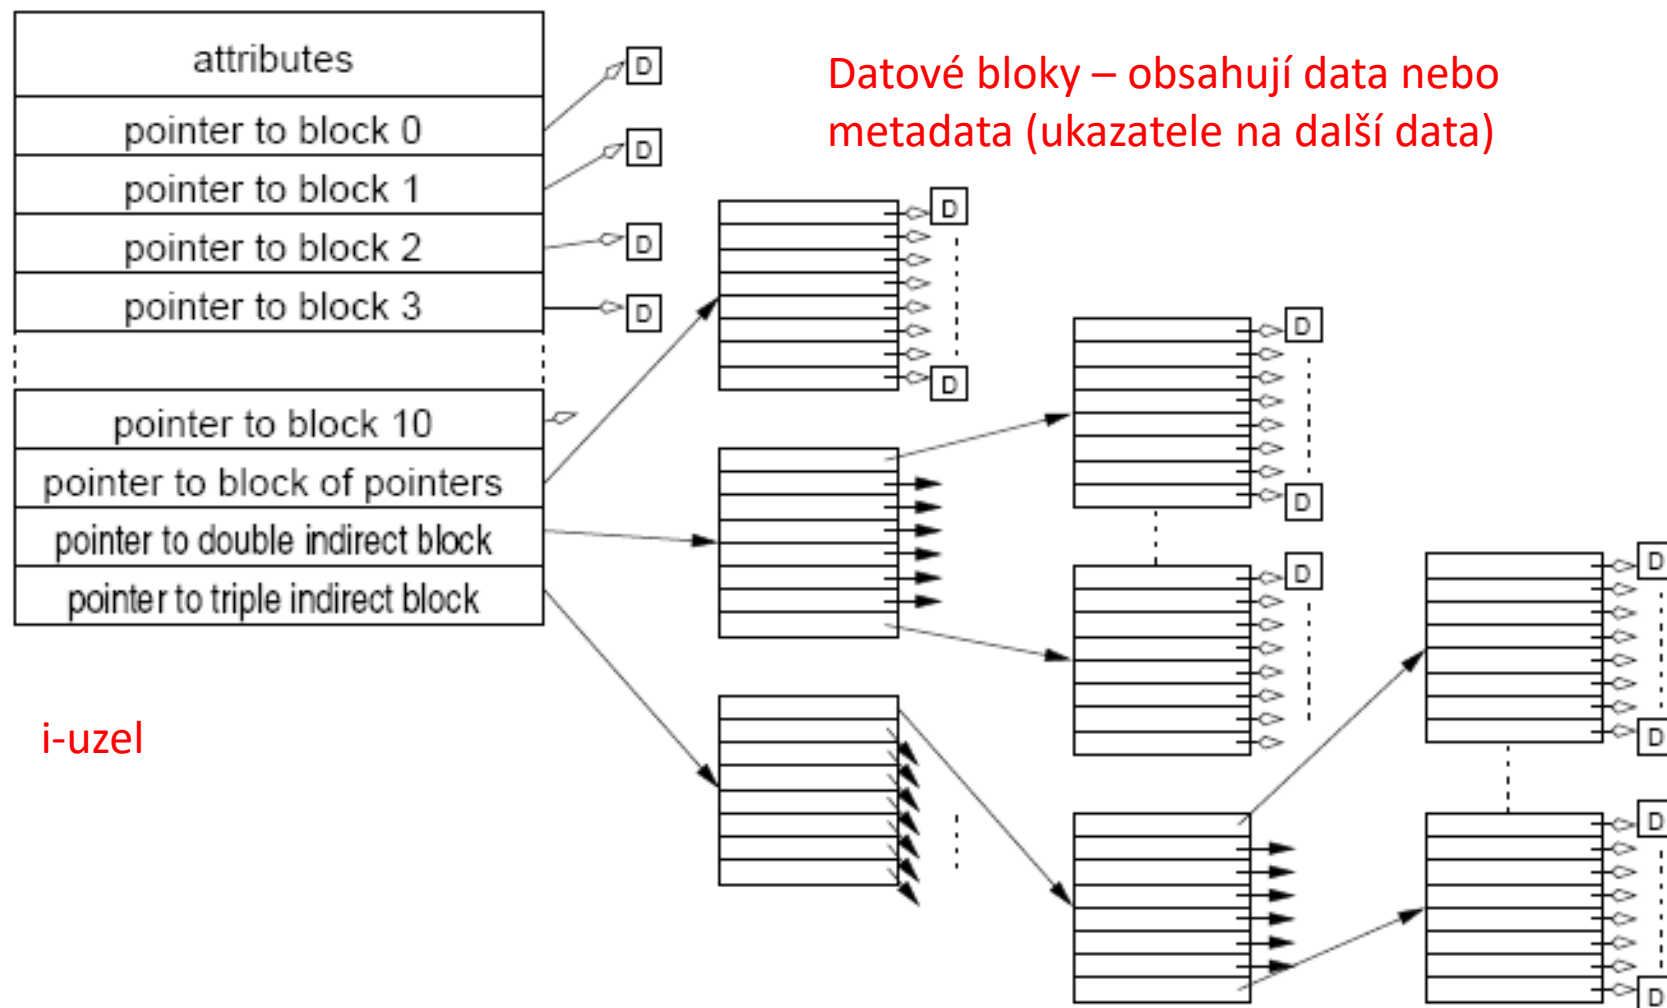 attributes
pointer to block 0
pointer to block 1
pointer to block 2
pointer to block 3
pointer to block 10
pointer to block of pointers
pointer to double indirect block
pointer to triple indirect block
i-uzel
Datové bloky – obsahují data nebo
metadata (ukazatele na další data)
D
D
D
D
D
D
D
D
D
D
D
D
D